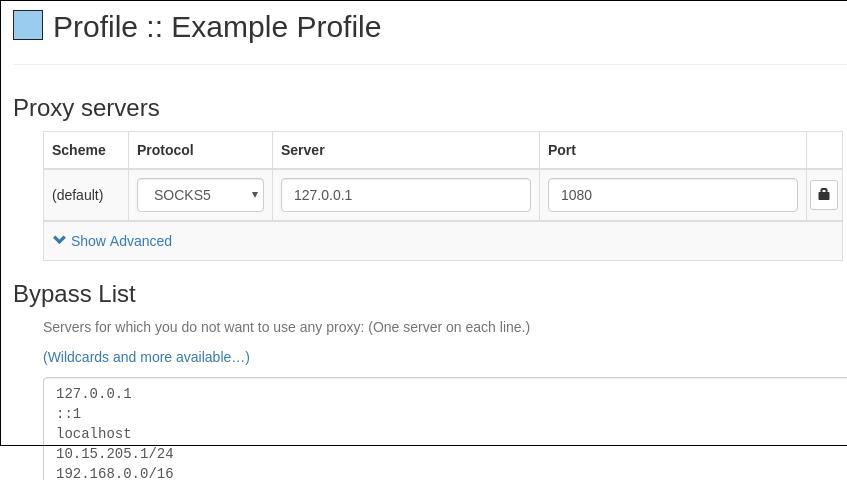 Profile :: Example Profile
Proxy servers
Scheme Protocol Server Port
(default) SOCKS5 127.0.0.1 1080
Show Advanced
Bypass List
Servers for which you do not want to use any proxy: (One server on each line.)
(Wildcards and more available…)
127.0.0.1
::1
localhost
10.15.205.1/24
192.168.0.0/16